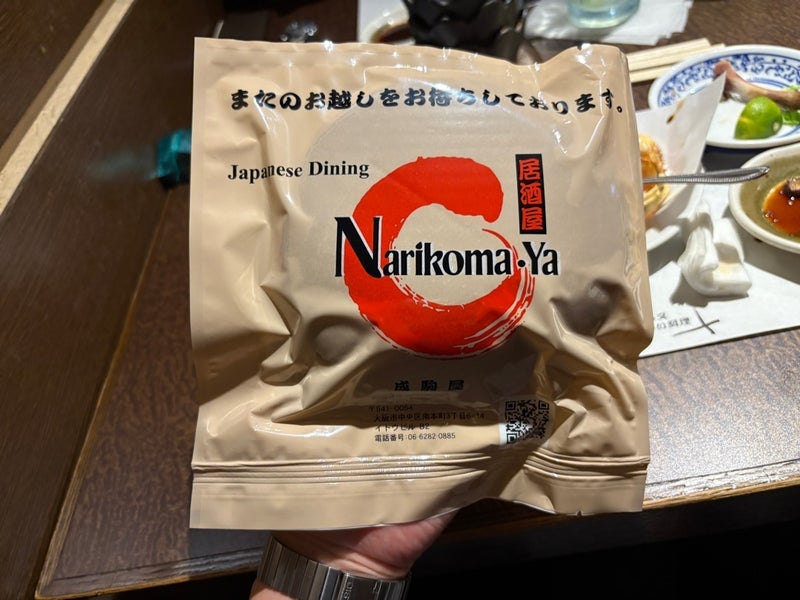 またのお越しをお待ちしております。
Japanese Dining
居酒屋
Narikoma・Ya
成駒屋
〒541-0054
大阪市中央区南本町3丁目6-14
イトウビル B2
電話番号:06-6282-0885